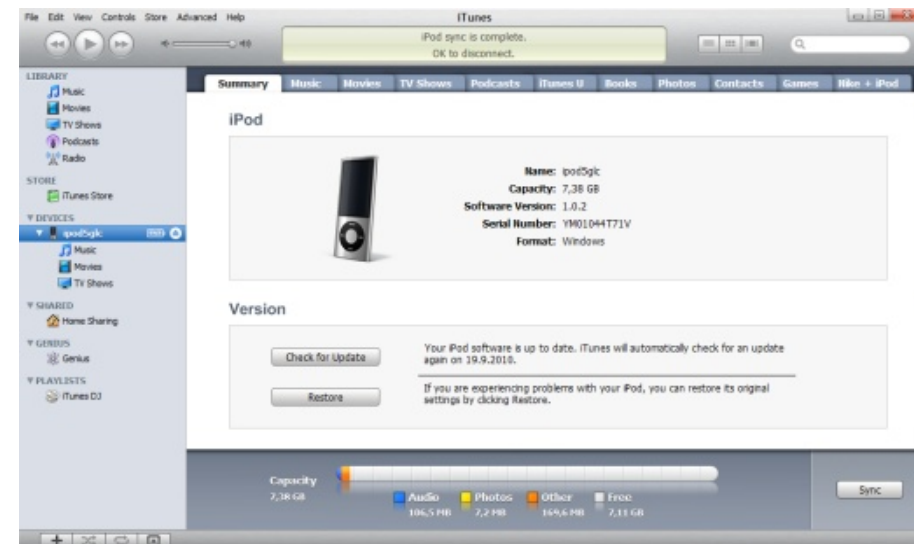 File Edit View Controls Store Advanced Help
iTunes
iPod sync is complete.
OK to disconnect.
LIBRARY
Music
Movies
TV Shows
Podcasts
Radio
STORE
iTunes Store
DEVICES
ipod5glc
Music
Movies
TV Shows
SHARED
Home Sharing
GENIUS
Genius
PLAYLISTS
iTunes DJ
Summary Music Movies TV Shows Podcasts iTunes U Books Photos Contacts Games Nike + iPod
iPod
Name: ipod5glc
Capacity: 7,38 GB
Software Version: 1.0.2
Serial Number: YM01044T71V
Format: Windows
Version
Check for Update
Your iPod software is up to date. iTunes will automatically check for an update
again on 19.9.2010.
Restore
If you are experiencing problems with your iPod, you can restore its original
settings by clicking Restore.
Capacity
7,38 GB
Audio
106,5 MB
Photos
7,2 MB
Other
169,6 MB
Free
7,11 GB
Sync